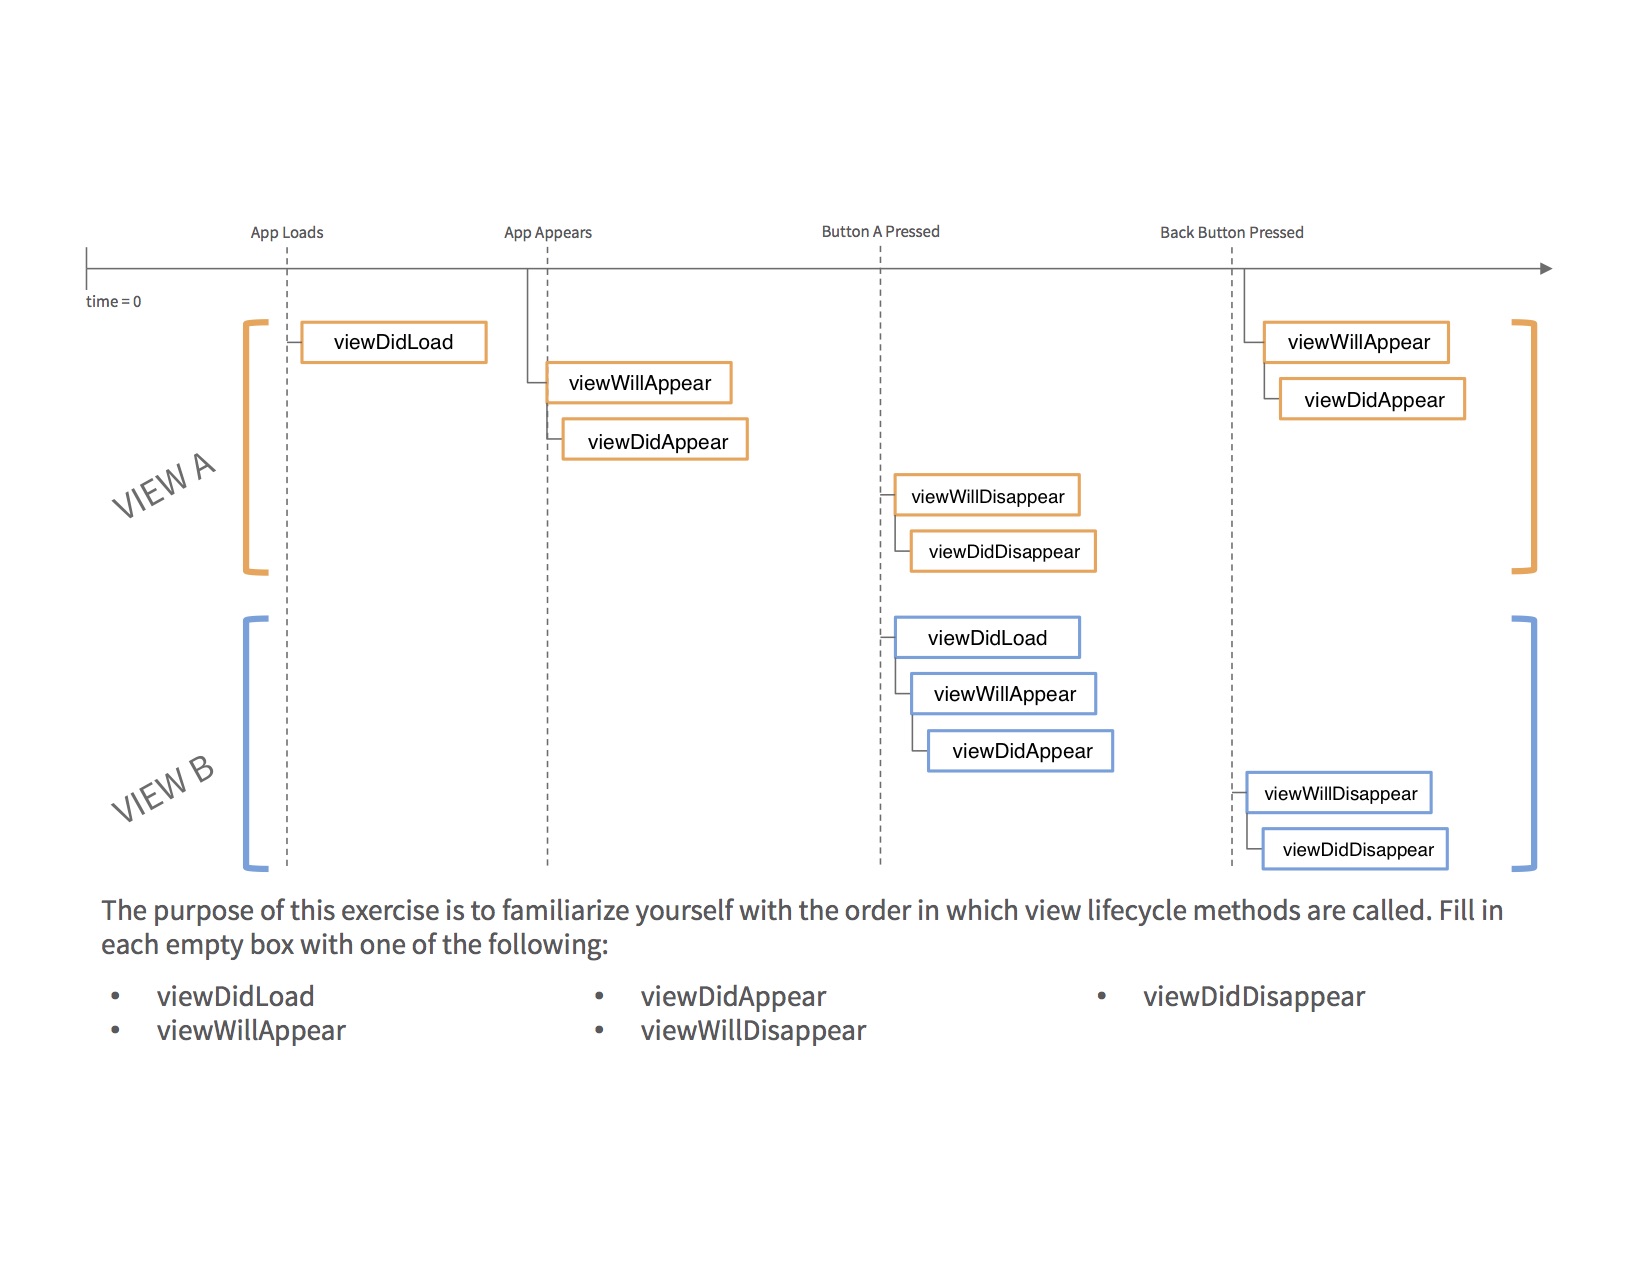 App Loads
App Appears
Button A Pressed
Back Button Pressed
time = 0
VIEW A
viewDidLoad
viewWillAppear
viewDidAppear
viewWillDisappear
viewDidDisappear
viewWillAppear
viewDidAppear
VIEW B
viewDidLoad
viewWillAppear
viewDidAppear
viewWillDisappear
viewDidDisappear
The purpose of this exercise is to familiarize yourself with the order in which view lifecycle methods are called. Fill in
each empty box with one of the following:
• viewDidLoad
• viewWillAppear
• viewDidAppear
• viewWillDisappear
• viewDidDisappear